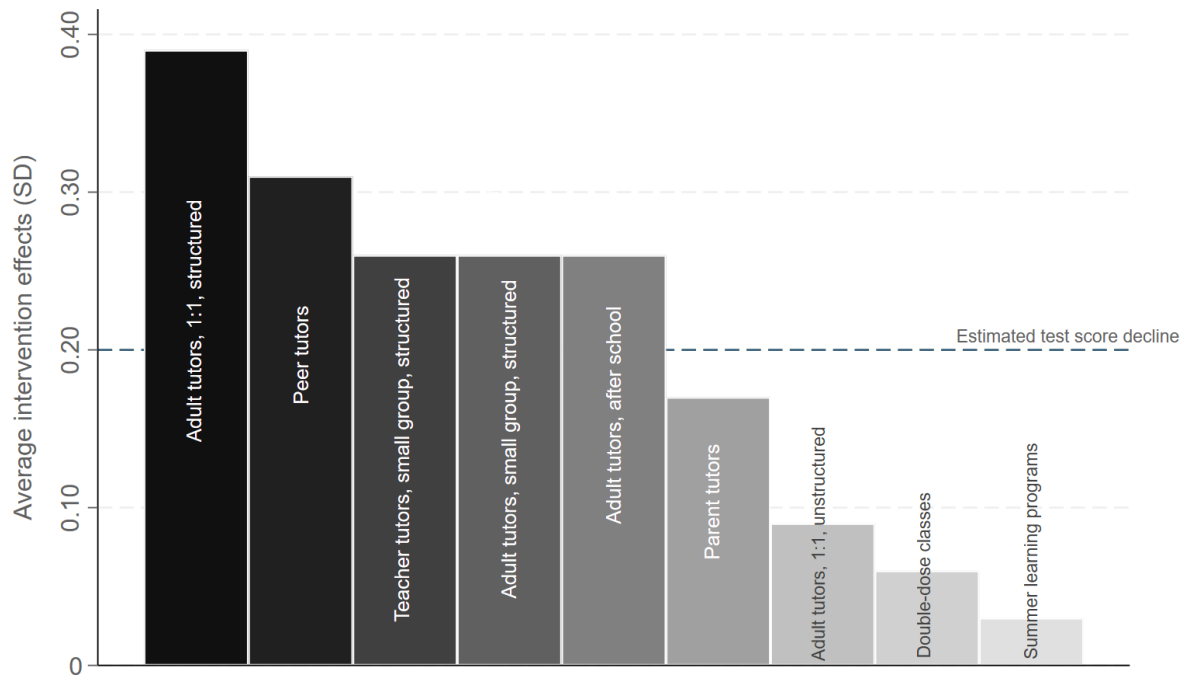 Average intervention effects (SD)
0.40
0.30
0.20
0.10
0
Adult tutors, 1:1, structured
Peer tutors
Teacher tutors, small group, structured
Adult tutors, small group, structured
Adult tutors, after school
Parent tutors
Adult tutors, 1:1, unstructured
Double-dose classes
Summer learning programs
Estimated test score decline